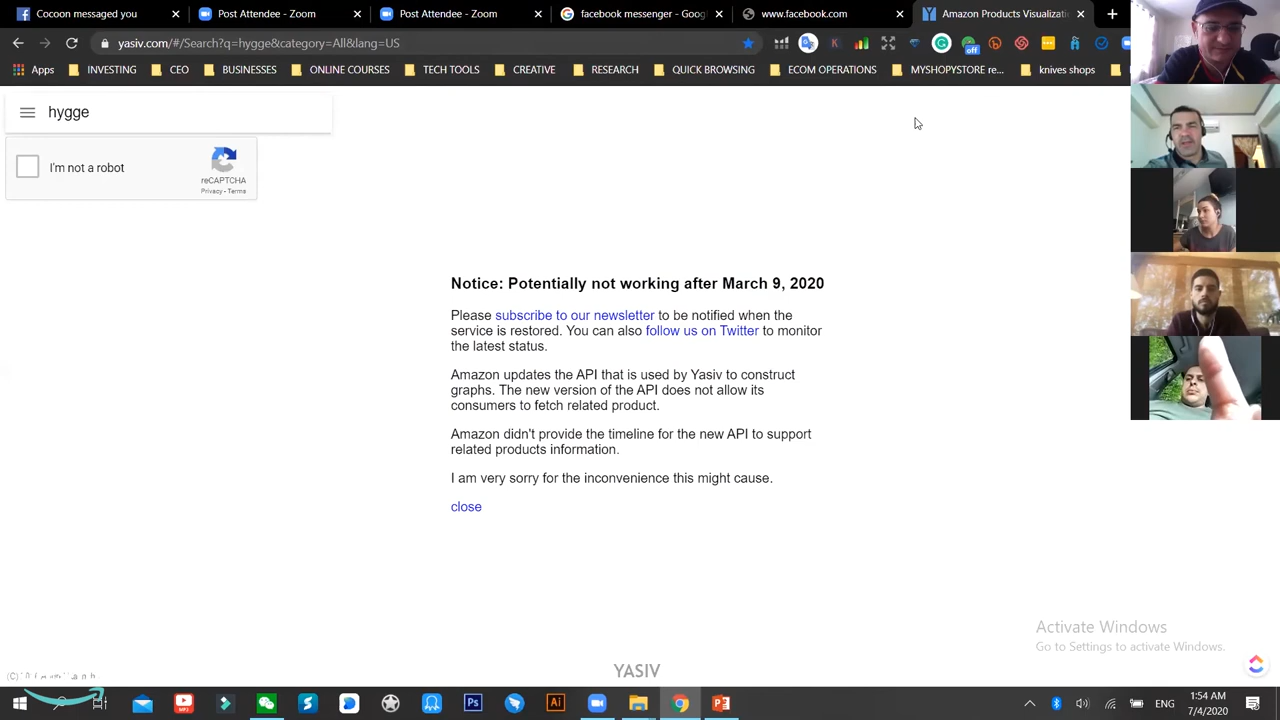 Facebook
Post Attendee - Zoom
facebook manager - Goog
www.facebook.com
Amazon Products Visualizati
yasiv.com/#/Search?q=hygge&category=All&lang=US
off
Apps
INVESTING
CEO
BUSINESSES
ONLINE COURSES
TECH TOOLS
CREATIVE
RESEARCH
QUICK BROWSING
ECOM OPERATIONS
MYSHOPYSTORE re...
knives shops
hygge
I'm not a robot
reCAPTCHA
Privacy - Terms
Notice: Potentially not working after March 9, 2020
Please subscribe to our newsletter to be notified when the
service is restored. You can also follow us on Twitter to monitor
the latest status.
Amazon updates the API that is used by Yasiv to construct
graphs. The new version of the API does not allow its
consumers to fetch related product.
Amazon didn't provide the timeline for the new API to support
related products information.
I am very sorry for the inconvenience this might cause.
close
Activate Windows
Go to Settings to activate Windows.
YASIV
ENG
1:54 AM
7/4/2020